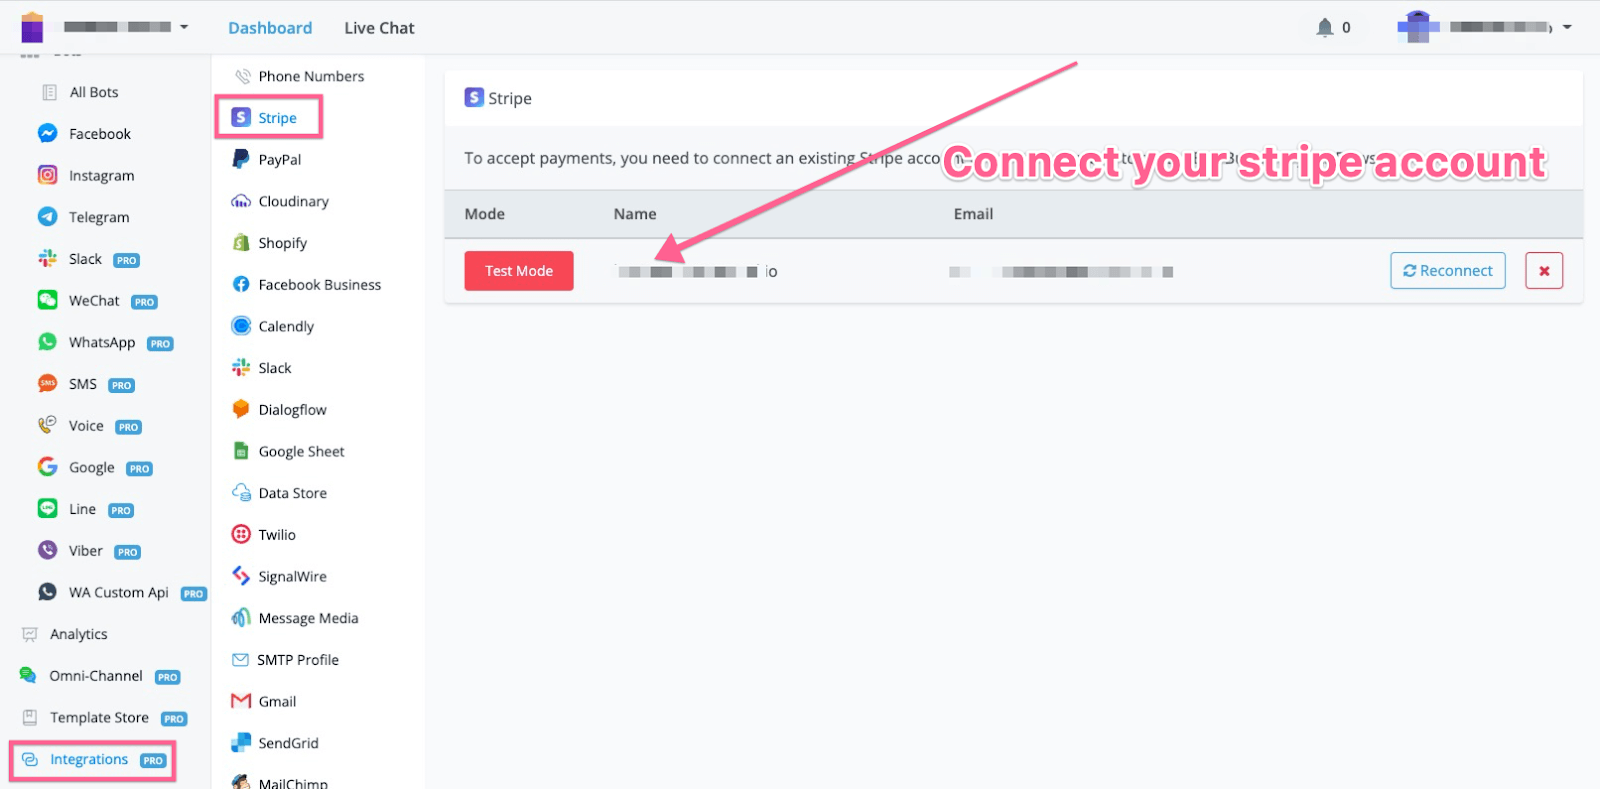 Dashboard Live Chat 0
All Bots
Facebook
Instagram
Telegram
Slack PRO
WeChat PRO
WhatsApp PRO
SMS SMS PRO
Voice PRO
Google PRO
LINE Line PRO
Viber PRO
WA Custom Api PRO
Analytics
Omni-Channel PRO
Template Store PRO
Integrations PRO
Phone Numbers
S Stripe
PayPal
Cloudinary
Shopify
Facebook Business
Calendly
Slack
Dialogflow
Google Sheet
Data Store
Twilio
SignalWire
Message Media
SMTP Profile
Gmail
SendGrid
MailChimp
S Stripe
To accept payments, you need to connect an existing Stripe
Connect your stripe account
Mode Name Email
Test Mode io Reconnect